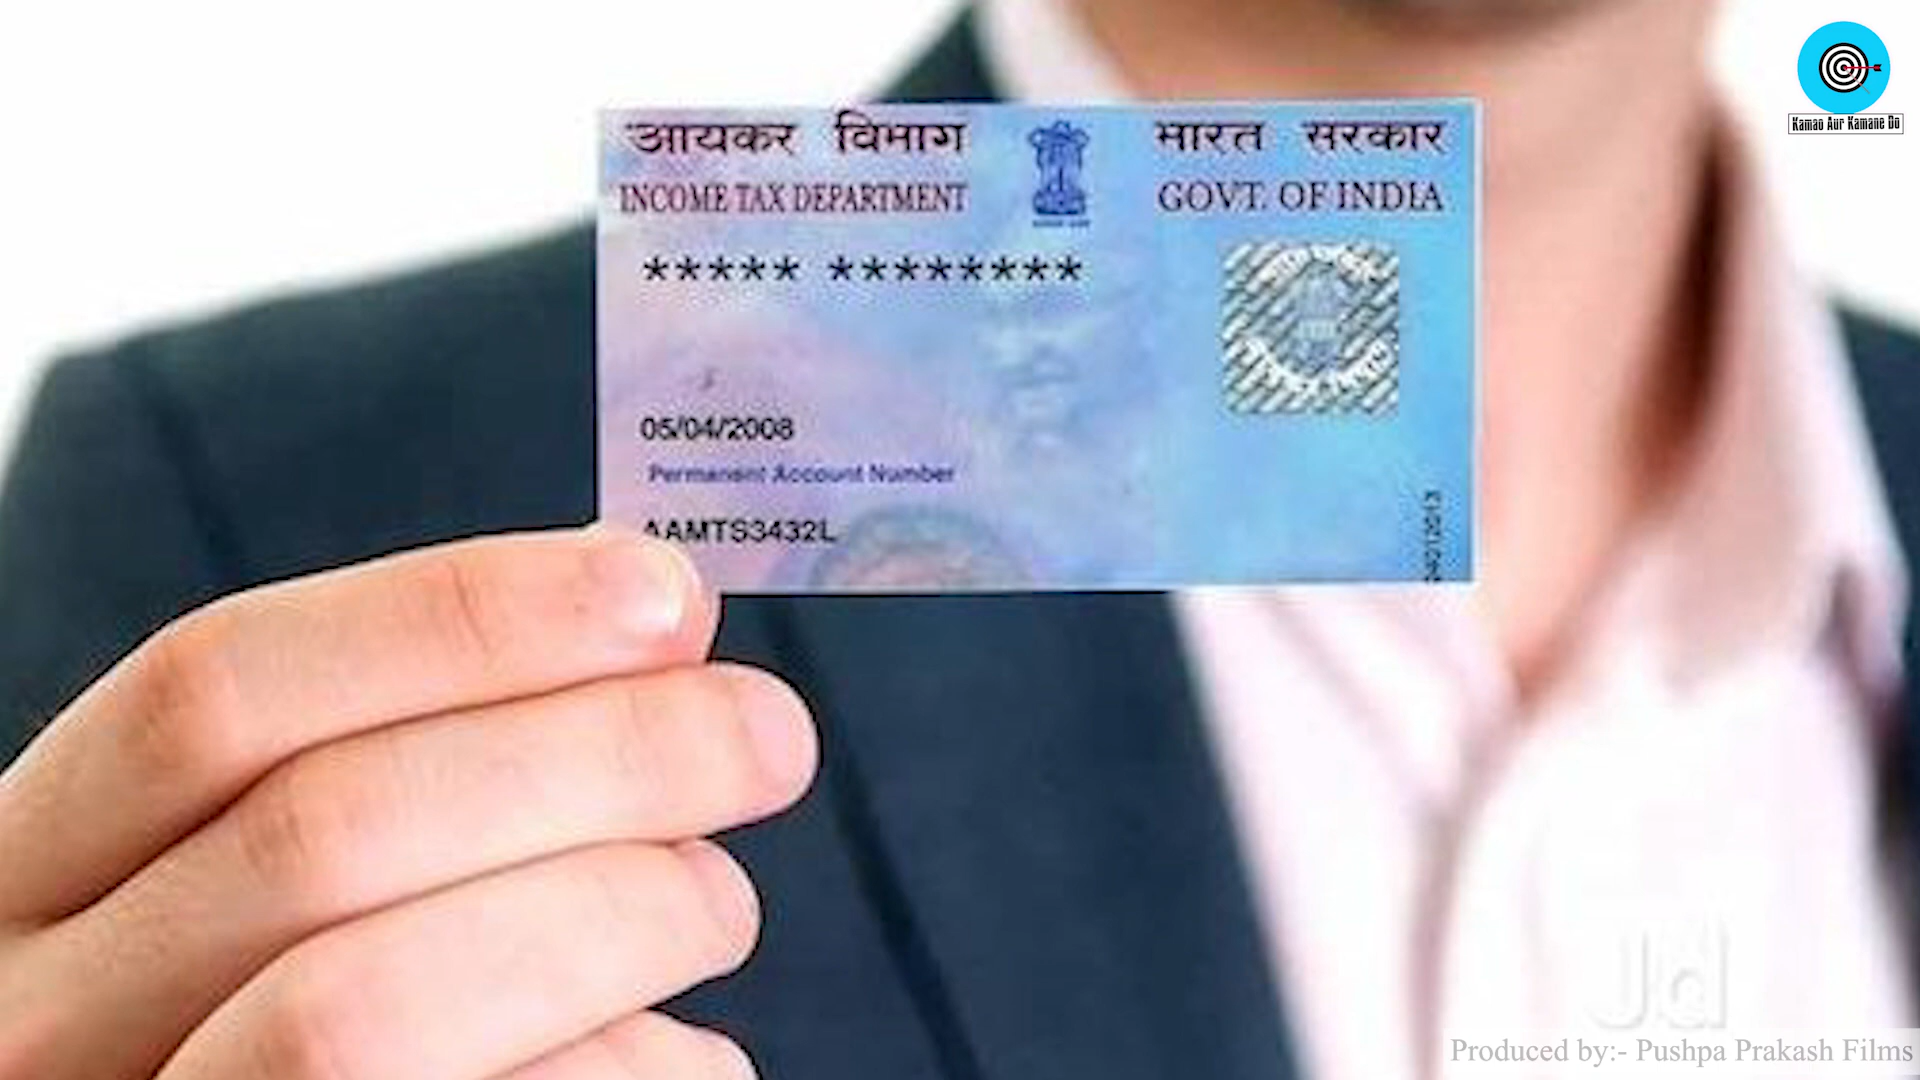 Kamao Aur Kamane Do
आयकर विभाग
INCOME TAX DEPARTMENT
भारत सरकार
GOVT. OF INDIA
***** ********
05/04/2008
Permanent Account Number
AAMTS3432L
Jd
Produced by:- Pushpa Prakash Films